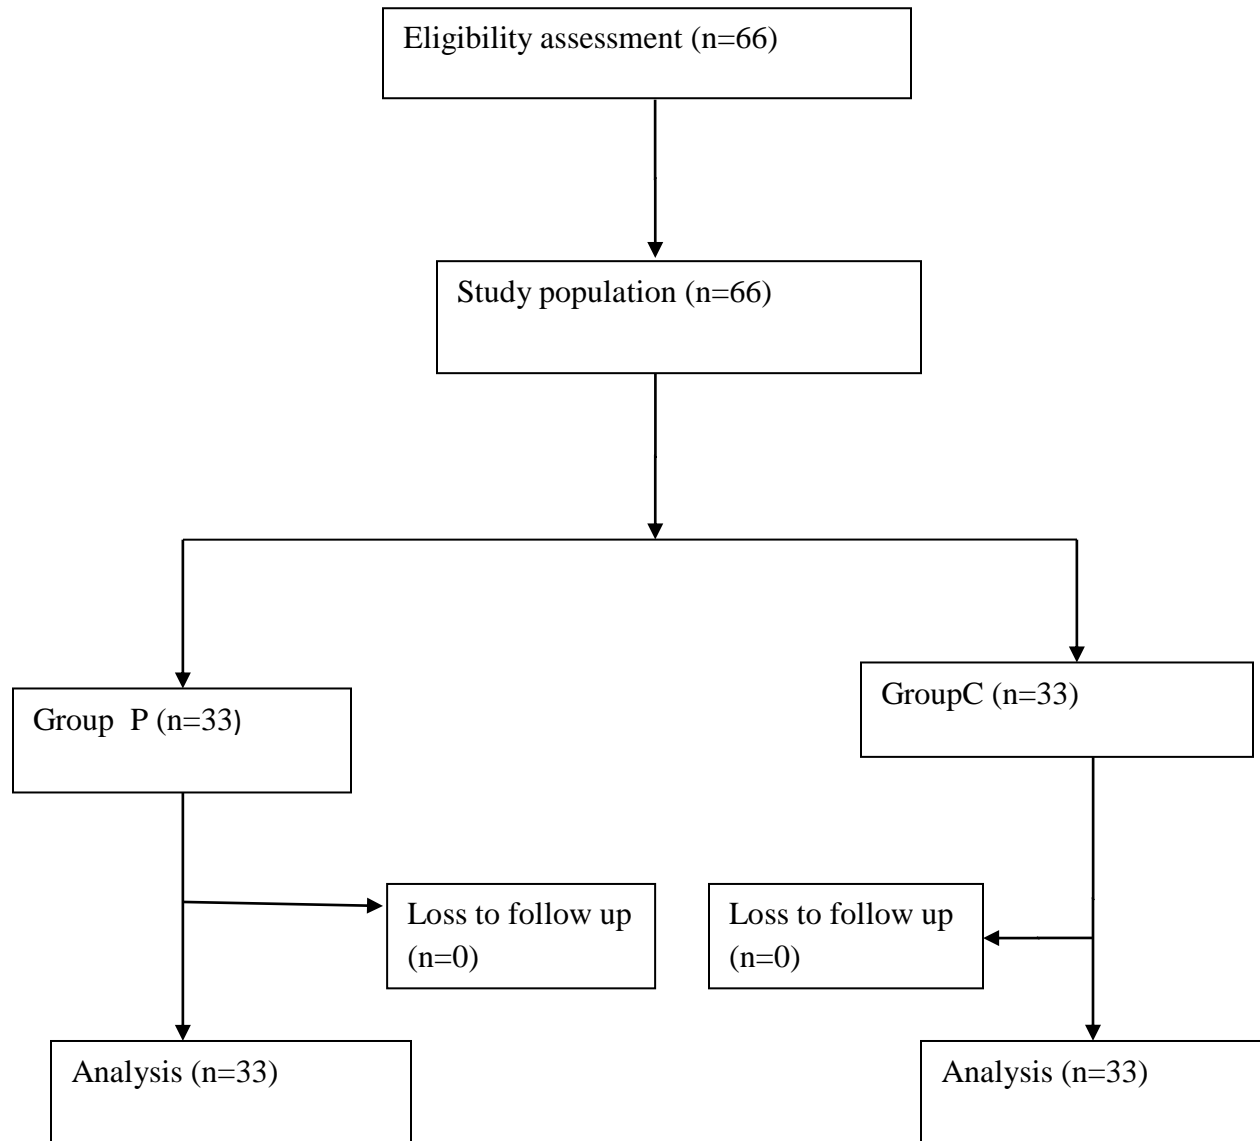 Eligibility assessment (n=66)
Study population (n=66)
Group  P (n=33)
GroupC (n=33)
Loss to follow up
(n=0)
Loss to follow up
(n=0)
Analysis (n=33)
Analysis (n=33)